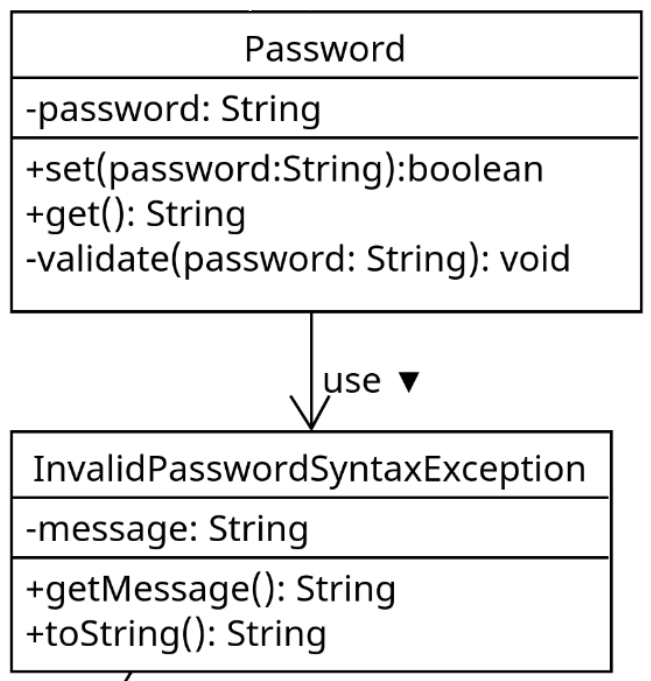 Password
-password: String
+set(password:String):boolean
+get(): String
-validate(password: String): void
use ▼
InvalidPasswordSyntaxException
-message: String
+getMessage(): String
+toString(): String